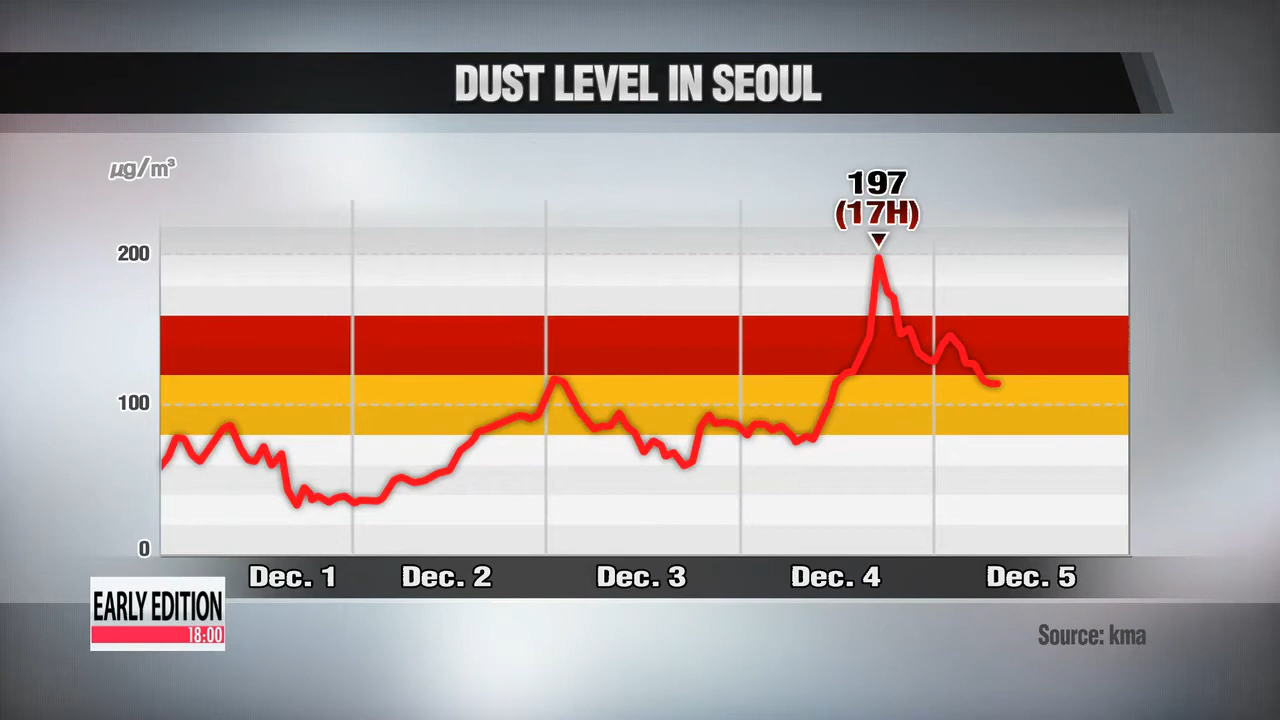 DUST LEVEL IN SEOUL
μg/m³
197
(17H)
200
100
0
Dec. 1 Dec. 2 Dec. 3 Dec. 4 Dec. 5
EARLY EDITION
18:00
Source: kma